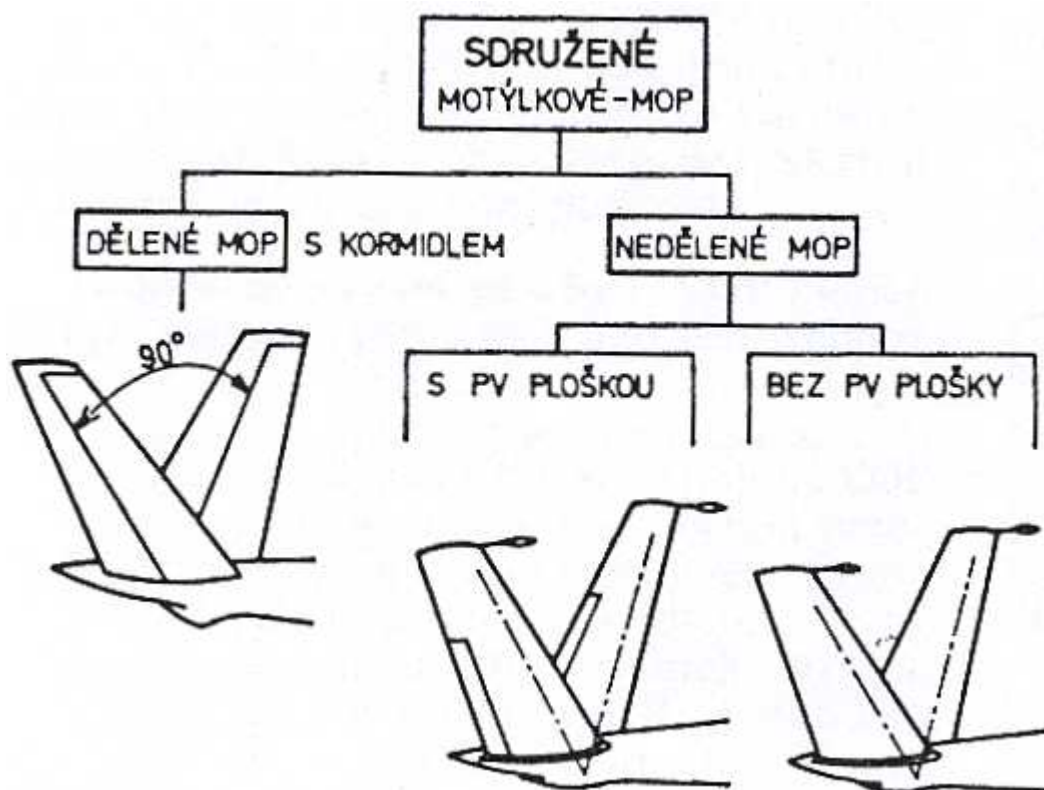 SDRUŽENÉ
MOTÝLKOVÉ-MOP
DĚLENÉ MOP S KORMIDLEM
NEDĚLENÉ MOP
90°
S PV PLOŠKOU
BEZ PV PLOŠKY